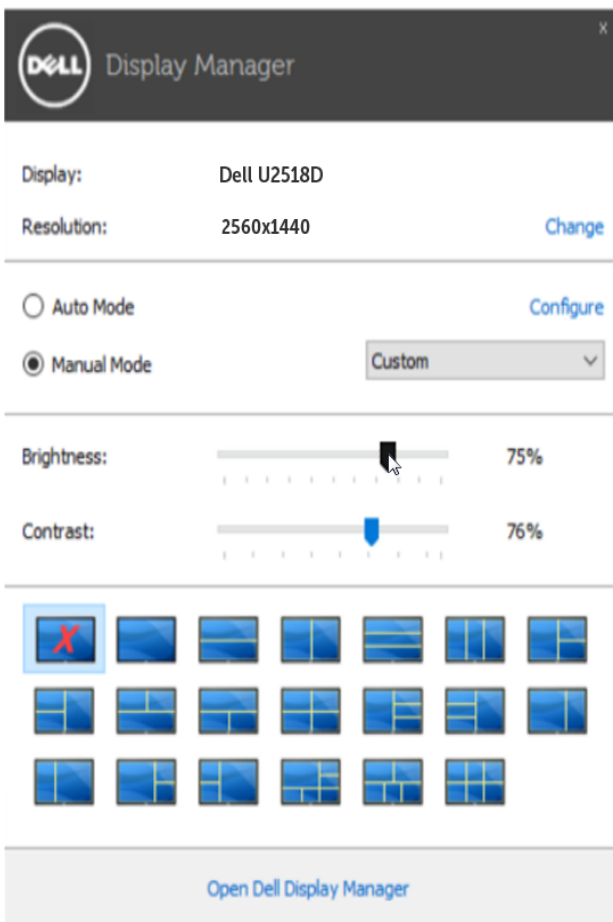 x
DELL Display Manager
Display: Dell U2518D
Resolution: 2560x1440 Change
Auto Mode Configure
Manual Mode Custom
Brightness: 75%
Contrast: 76%
Open Dell Display Manager